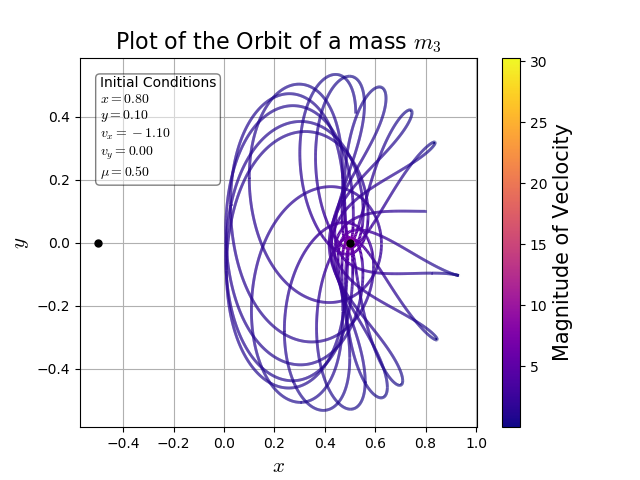 Plot of the Orbit of a mass m₃
Initial Conditions
x = 0.80
y = 0.10
vₓ = −1.10
v_y = 0.00
μ = 0.50
0.4
0.2
0.0
−0.2
−0.4
y
−0.4
−0.2
0.0
0.2
0.4
0.6
0.8
1.0
x
30
25
20
15
10
5
Magnitude of Veclocity